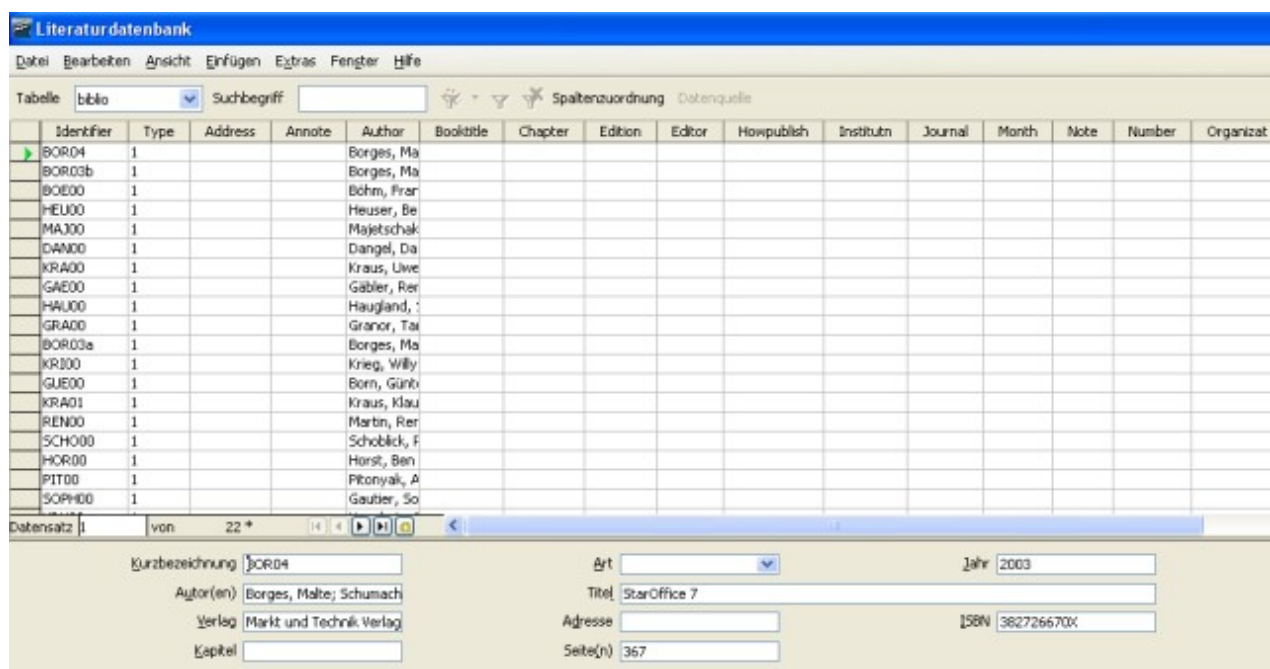 Literaturdatenbank
Datei Bearbeiten Ansicht Einfügen Extras Fenster Hilfe
Tabelle biblio Suchbegriff Spaltenzuordnung Datenquelle
Identifier Type Address Annote Author Booktitle Chapter Edition Editor Howpublish Institutn Journal Month Note Number Organizat
BOR04 1 Borges, Ma
BOR03b 1 Borges, Ma
BOE00 1 Böhm, Fran
HEU00 1 Heuser, Be
MAJ00 1 Majetschak
DAN00 1 Dangel, Da
KRA00 1 Kraus, Uwe
GAE00 1 Gäbler, Ren
HAU00 1 Haugland,
GRA00 1 Granor, Ta
BOR03a 1 Borges, Ma
KRI00 1 Krieg, Willy
GUE00 1 Born, Günt
KRA01 1 Kraus, Klau
REN00 1 Martin, Ren
SCHO00 1 Schoblick,
HOR00 1 Horst, Ben
PIT00 1 Pitonyak, A
SOPH00 1 Gautier, So
Datensatz 1 von 22 *
Kurzbezeichnung BOR04 Art Jahr 2003
Autor(en) Borges, Malte; Schumach Titel StarOffice 7
Verlag Markt und Technik Verlag Adresse ISBN 382726670X
Kapitel Seite(n) 367